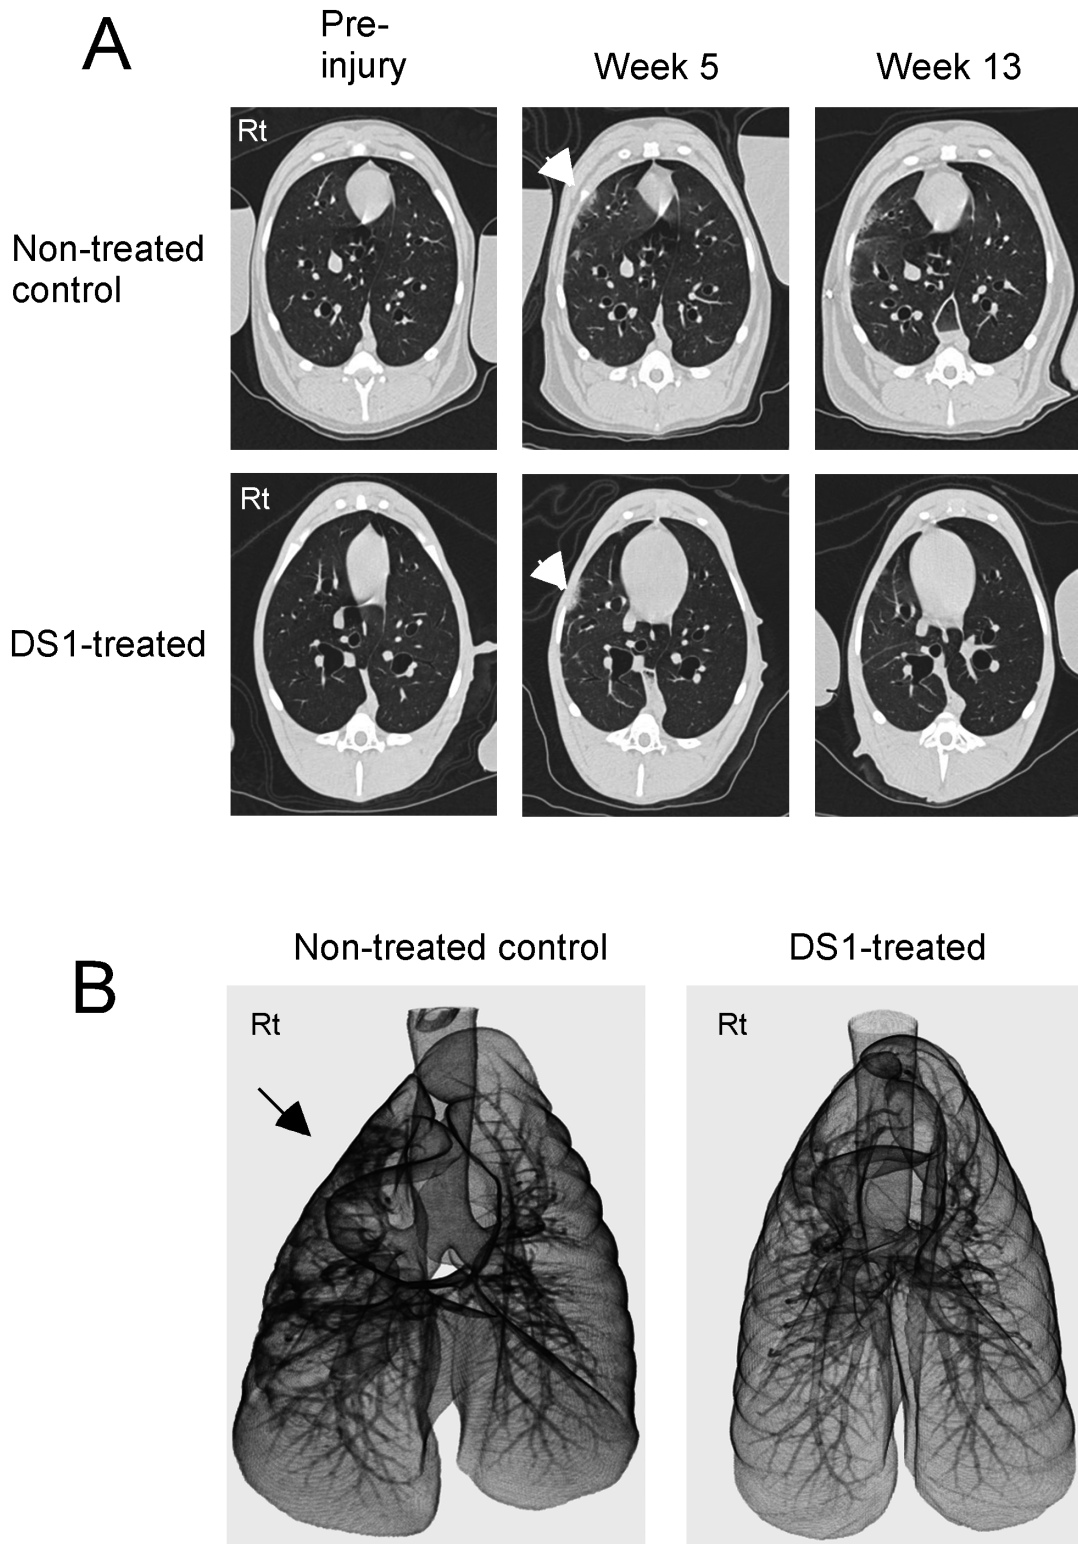 A
Pre-
injury
Week 5
Week 13
Non-treated
control
Rt
DS1-treated
Rt
B
Non-treated control
DS1-treated
Rt
Rt